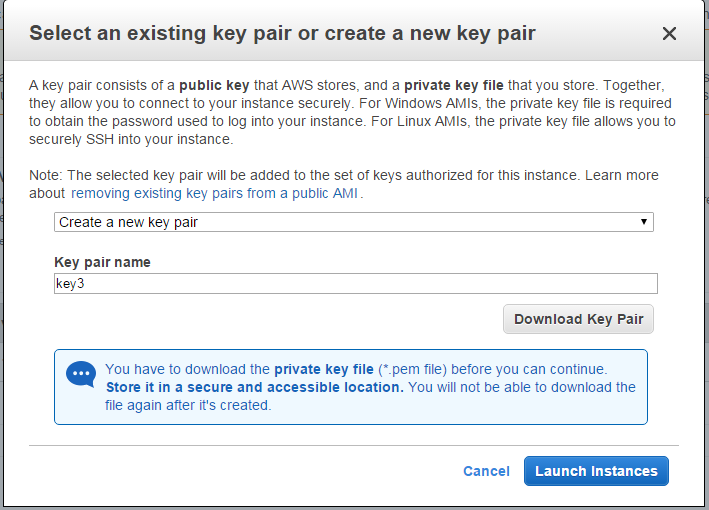 Select an existing key pair or create a new key pair
A key pair consists of a public key that AWS stores, and a private key file that you store. Together,
they allow you to connect to your instance securely. For Windows AMIs, the private key file is required
to obtain the password used to log into your instance. For Linux AMIs, the private key file allows you to
securely SSH into your instance.
Note: The selected key pair will be added to the set of keys authorized for this instance. Learn more
about removing existing key pairs from a public AMI.
Create a new key pair
Key pair name
key3
Download Key Pair
You have to download the private key file (*.pem file) before you can continue.
Store it in a secure and accessible location. You will not be able to download the
file again after it's created.
Cancel
Launch Instances